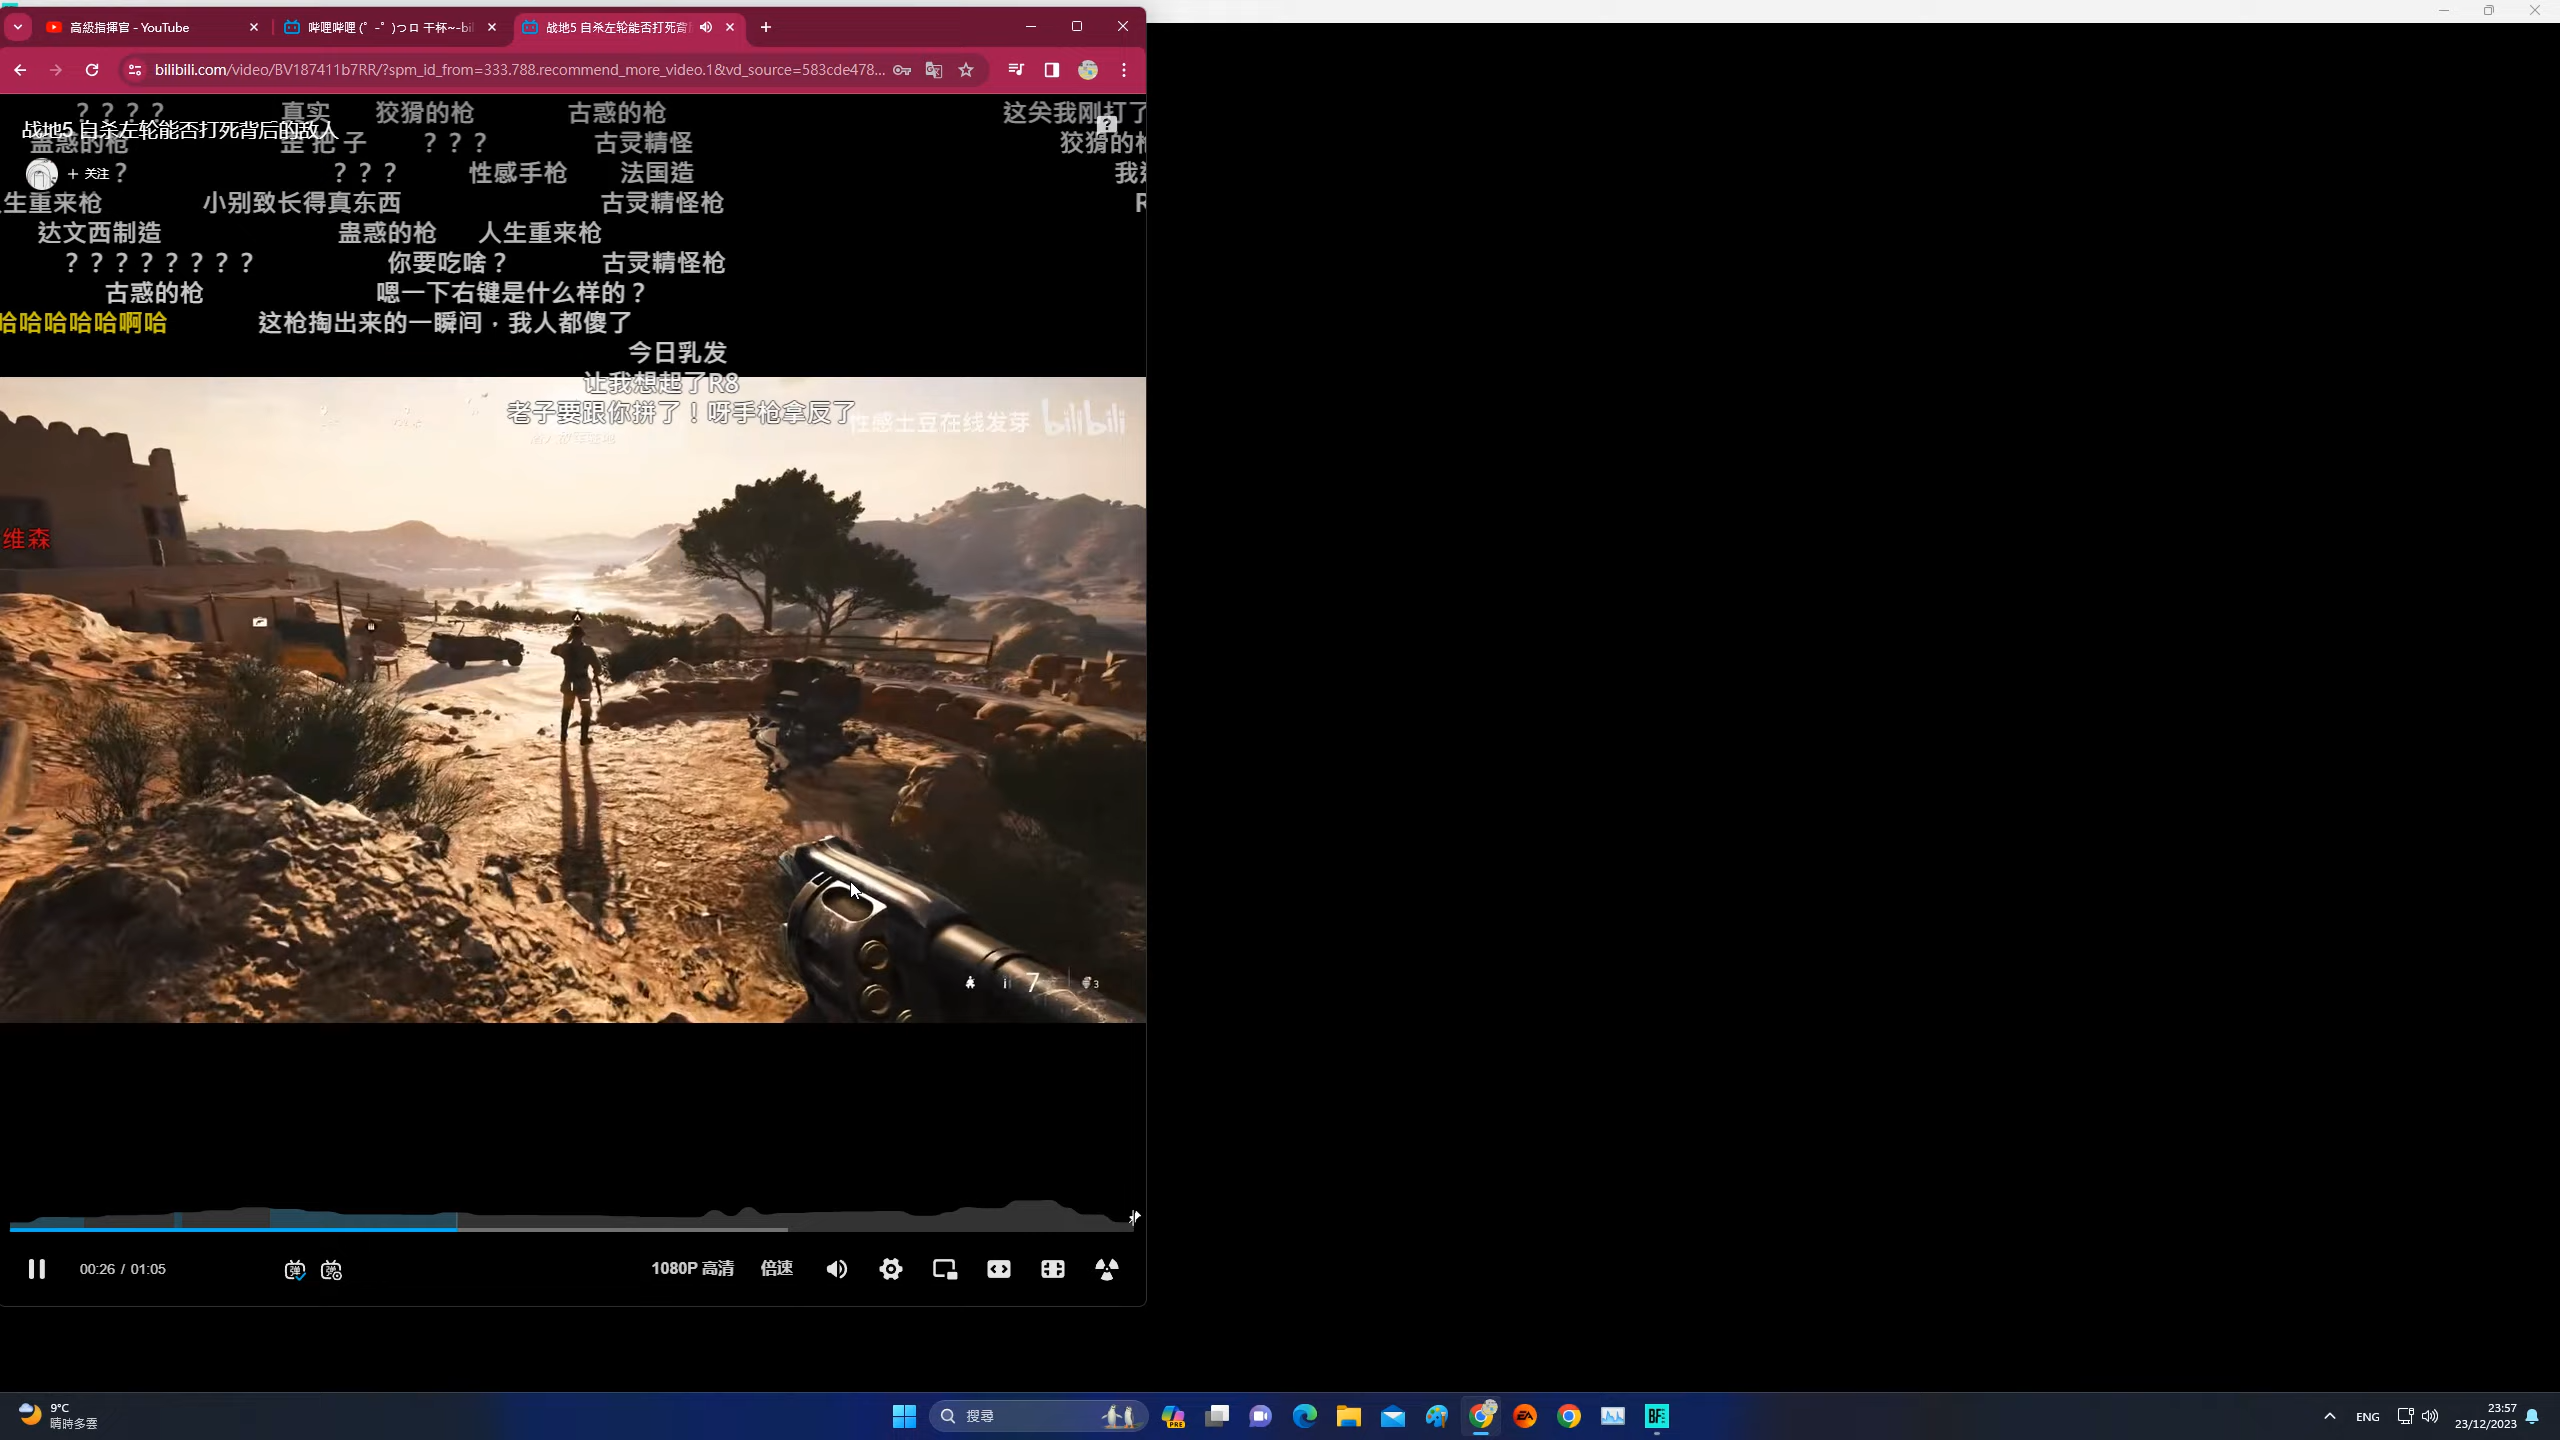 高級指揮官 - YouTube
哔哩哔哩 (゜-゜)つロ 干杯~-bil
战地5 自杀左轮能否打死背
bilibili.com/video/BV187411b7RR/?spm_id_from=333.788.recommend_more_video.1&vd_source=583cde478...
？？？？ 真实 狡猾的枪 古惑的枪 这关我刚打了
战地5 自杀左轮能否打死背后的敌人
蛊惑的枪 歪 把 子 ？？？ 古灵精怪 狡猾的枪
+ 关注 ？ ？？？ 性感手枪 法国造
生重来枪 小别致长得真东西 古灵精怪枪
达文西制造 蛊惑的枪 人生重来枪
？？？？？？？？ 你要吃啥？ 古灵精怪枪
古惑的枪 嗯一下右键是什么样的？
哈哈哈哈哈啊哈 这枪掏出来的一瞬间，我人都傻了
今日乳发
让我想起了R8
老子要跟你拼了！呀手枪拿反了
性感土豆在线发芽 bilibili
维森
7 3
00:26 / 01:05 弹 弹 1080P 高清 倍速
9°C
晴時多雲
搜尋
PRE
EA
BF
ENG
23:57
23/12/2023